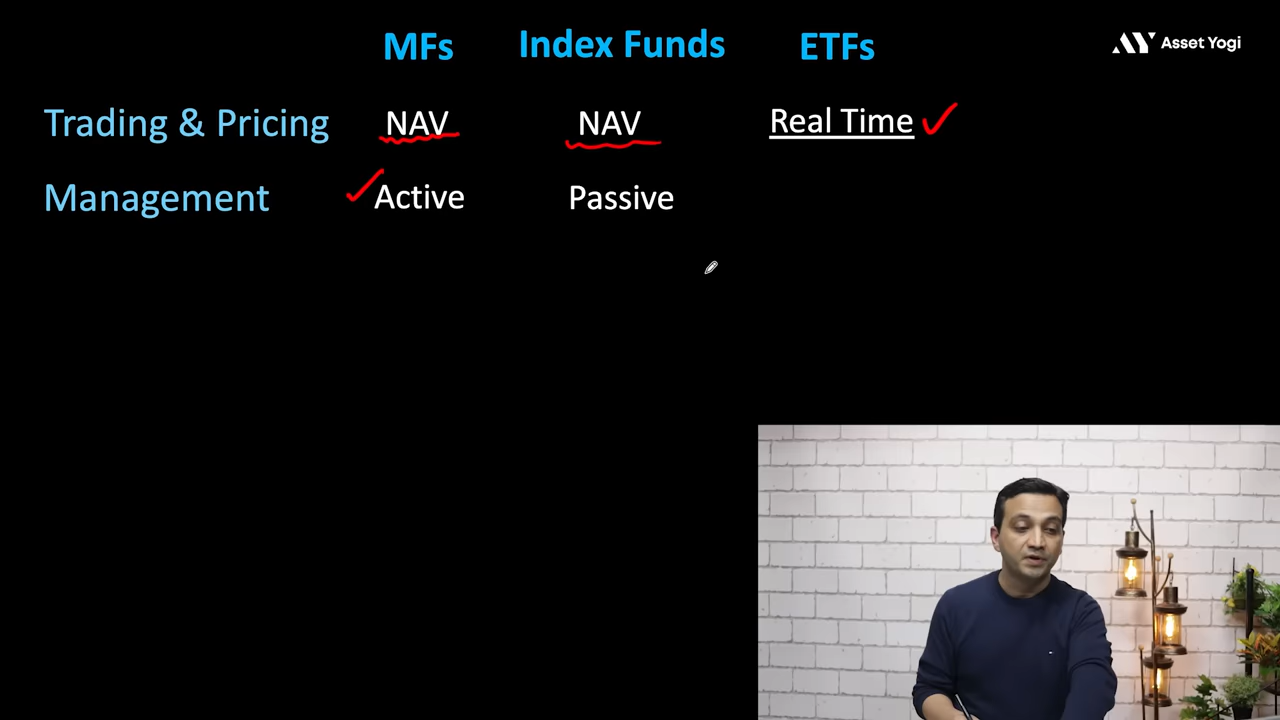 MFs Index Funds ETFs
Asset Yogi
Trading & Pricing NAV NAV Real Time
Management Active Passive